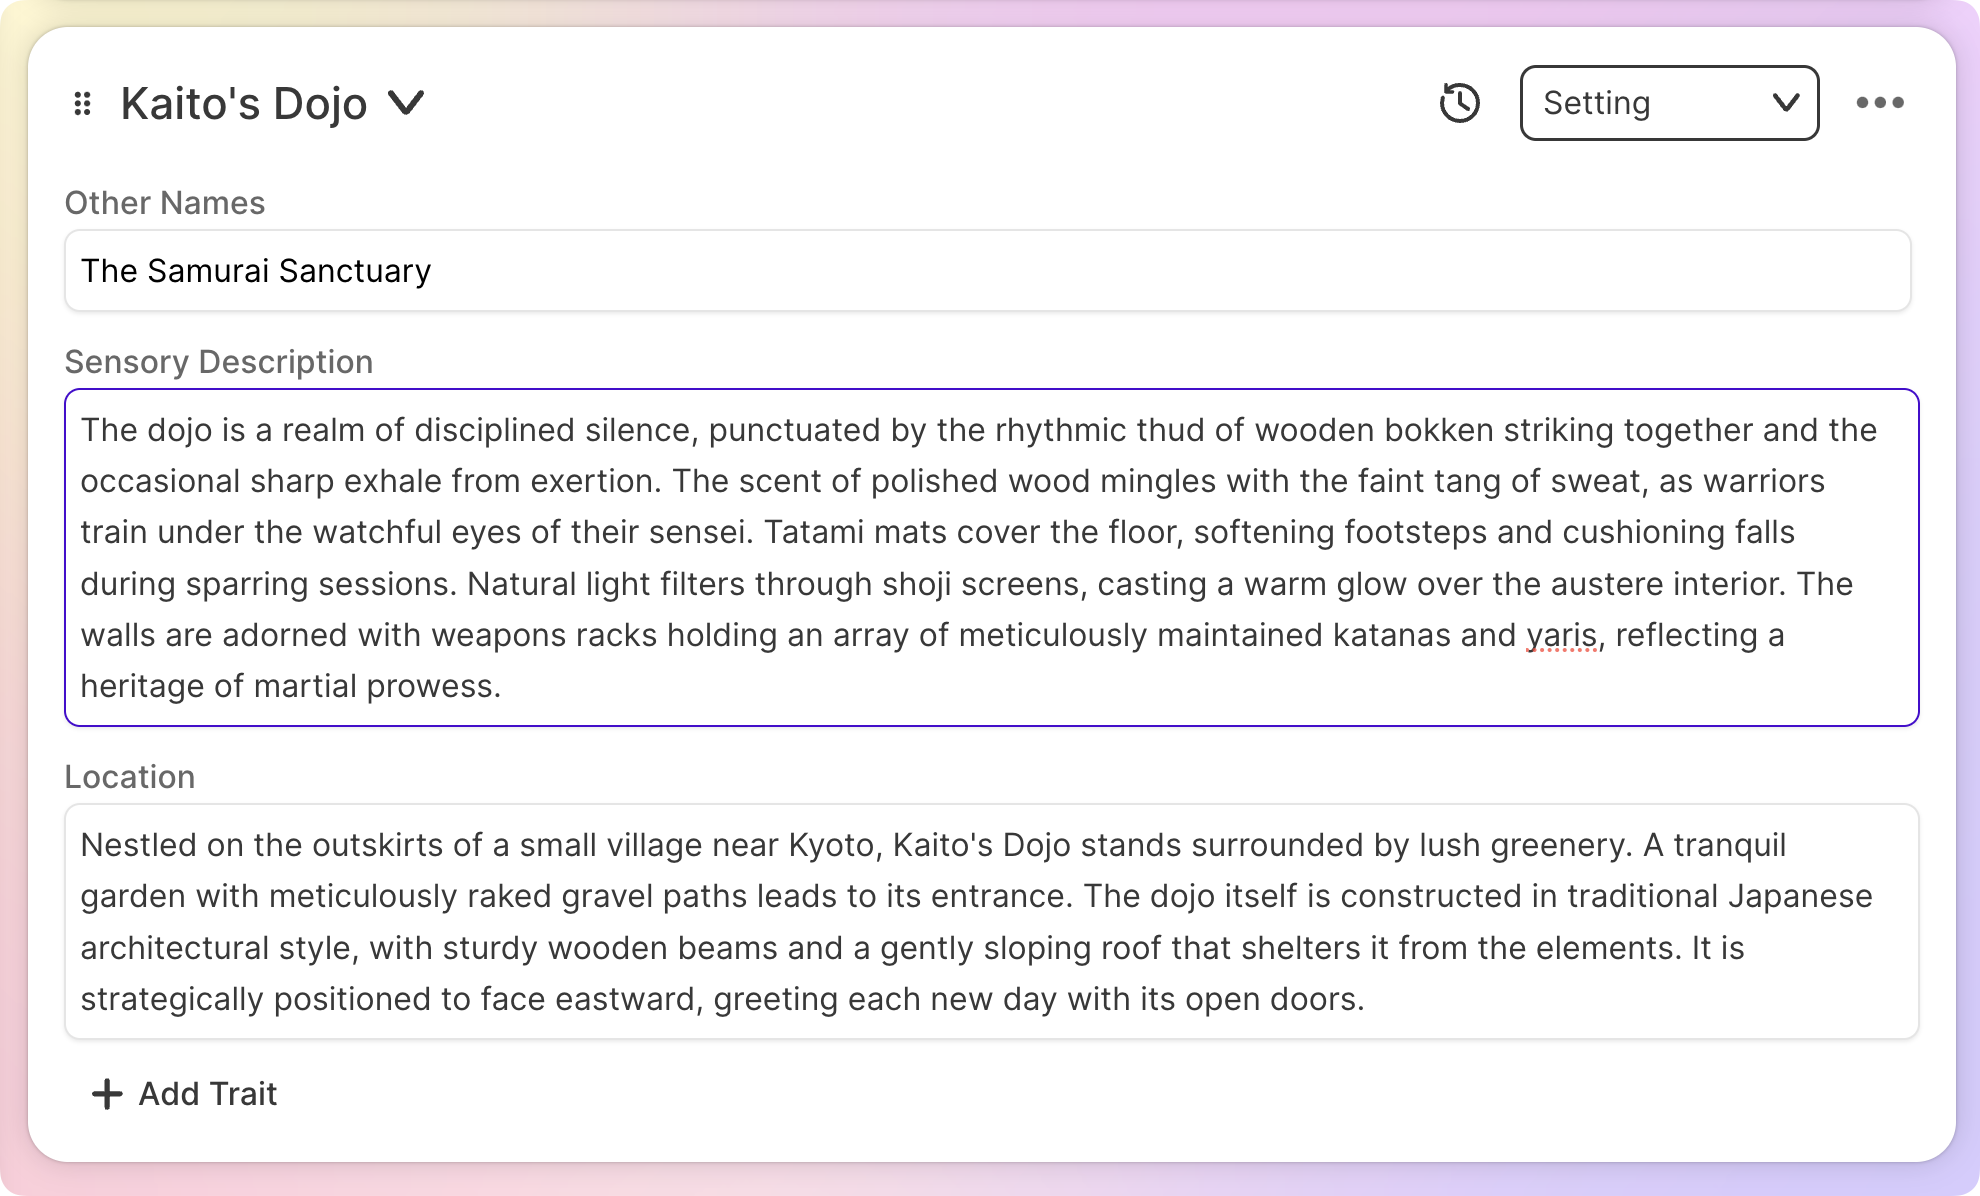 Kaito's Dojo
Setting
Other Names
The Samurai Sanctuary
Sensory Description
The dojo is a realm of disciplined silence, punctuated by the rhythmic thud of wooden bokken striking together and the
occasional sharp exhale from exertion. The scent of polished wood mingles with the faint tang of sweat, as warriors
train under the watchful eyes of their sensei. Tatami mats cover the floor, softening footsteps and cushioning falls
during sparring sessions. Natural light filters through shoji screens, casting a warm glow over the austere interior. The
walls are adorned with weapons racks holding an array of meticulously maintained katanas and yaris, reflecting a
heritage of martial prowess.
Location
Nestled on the outskirts of a small village near Kyoto, Kaito's Dojo stands surrounded by lush greenery. A tranquil
garden with meticulously raked gravel paths leads to its entrance. The dojo itself is constructed in traditional Japanese
architectural style, with sturdy wooden beams and a gently sloping roof that shelters it from the elements. It is
strategically positioned to face eastward, greeting each new day with its open doors.
Add Trait